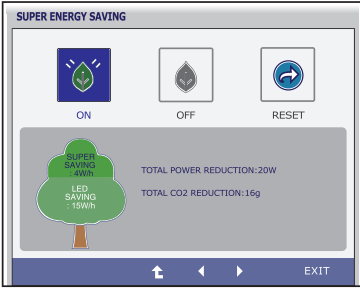 SUPER ENERGY SAVING
ON
OFF
RESET
SUPER
SAVING
: 4W/h
LED
SAVING
: 15W/h
TOTAL POWER REDUCTION:20W
TOTAL CO2 REDUCTION:16g
EXIT